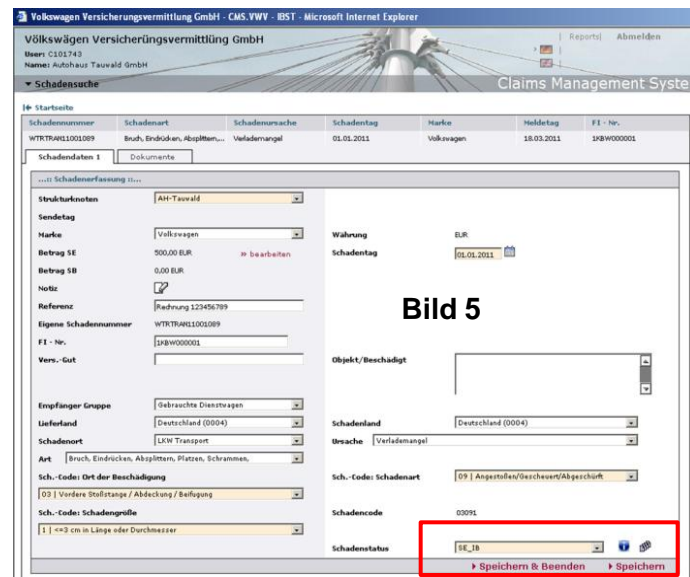 Volkswagen Versicherungsvermittlung GmbH - CMS.VWV - IBST - Microsoft Internet Explorer
Völkswägen Versicherüngsvermittlüng GmbH
Reports| Abmelden
User: C101743
Name: Autohaus Tauwald GmbH
Schadensuche
Claims Management Syste
Startseite
Schadennummer Schadenart Schadenursache Schadentag Marke Meldetag FI - Nr.
WTRTRAN11001089 Bruch, Eindrücken, Absplittern,... Verlademangel 01.01.2011 Volkswagen 18.03.2011 1KBW000001
Schadendaten 1 Dokumente
...:: Schadenerfassung ::...
Strukturknoten AH-Tauwald
Sendetag
Marke Volkswagen Währung EUR
Betrag SE 500,00 EUR » bearbeiten Schadentag 01.01.2011
Betrag SB 0,00 EUR
Notiz
Bild 5
Referenz Rechnung 123456789
Eigene Schadennummer WTRTRAN11001089
FI - Nr. 1KBW000001
Vers.-Gut Objekt/Beschädigt
Empfänger Gruppe Gebrauchte Dienstwagen
Lieferland Deutschland (0004) Schadenland Deutschland (0004)
Schadenort LKW Transport Ursache Verlademangel
Art Bruch, Eindrücken, Absplittern, Platzen, Schrammen,
Sch.-Code: Ort der Beschädigung Sch.-Code: Schadenart 09 | Angestoßen/Gescheuert/Abgeschürft
03 | Vordere Stoßstange / Abdeckung / Beifugung
Sch.-Code: Schadengröße Schadencode 03091
1 | <=3 cm in Länge oder Durchmesser
Schadenstatus SE_IB
Speichern & Beenden Speichern